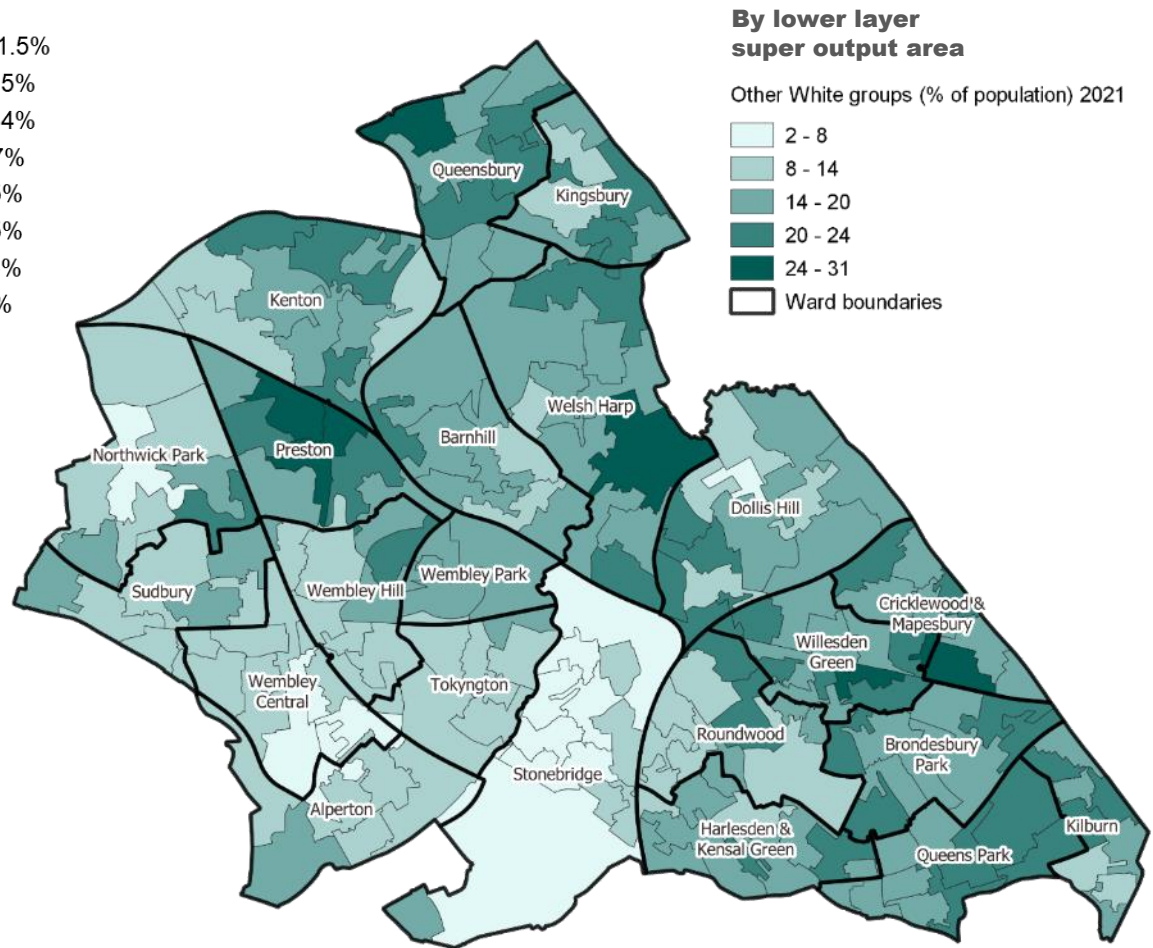 1.5%
5%
4%
7%
%
%
%
%
By lower layer
super output area
Other White groups (% of population) 2021
2 - 8
8 - 14
14 - 20
20 - 24
24 - 31
Ward boundaries
Queensbury
Kingsbury
Kenton
Welsh Harp
Barnhill
Preston
Northwick Park
Dollis Hill
Wembley Park
Wembley Hill
Sudbury
Cricklewood &
Mapesbury
Willesden
Green
Wembley
Central
Tokyngton
Roundwood
Brondesbury
Park
Stonebridge
Alperton
Harlesden &
Kensal Green
Kilburn
Queens Park